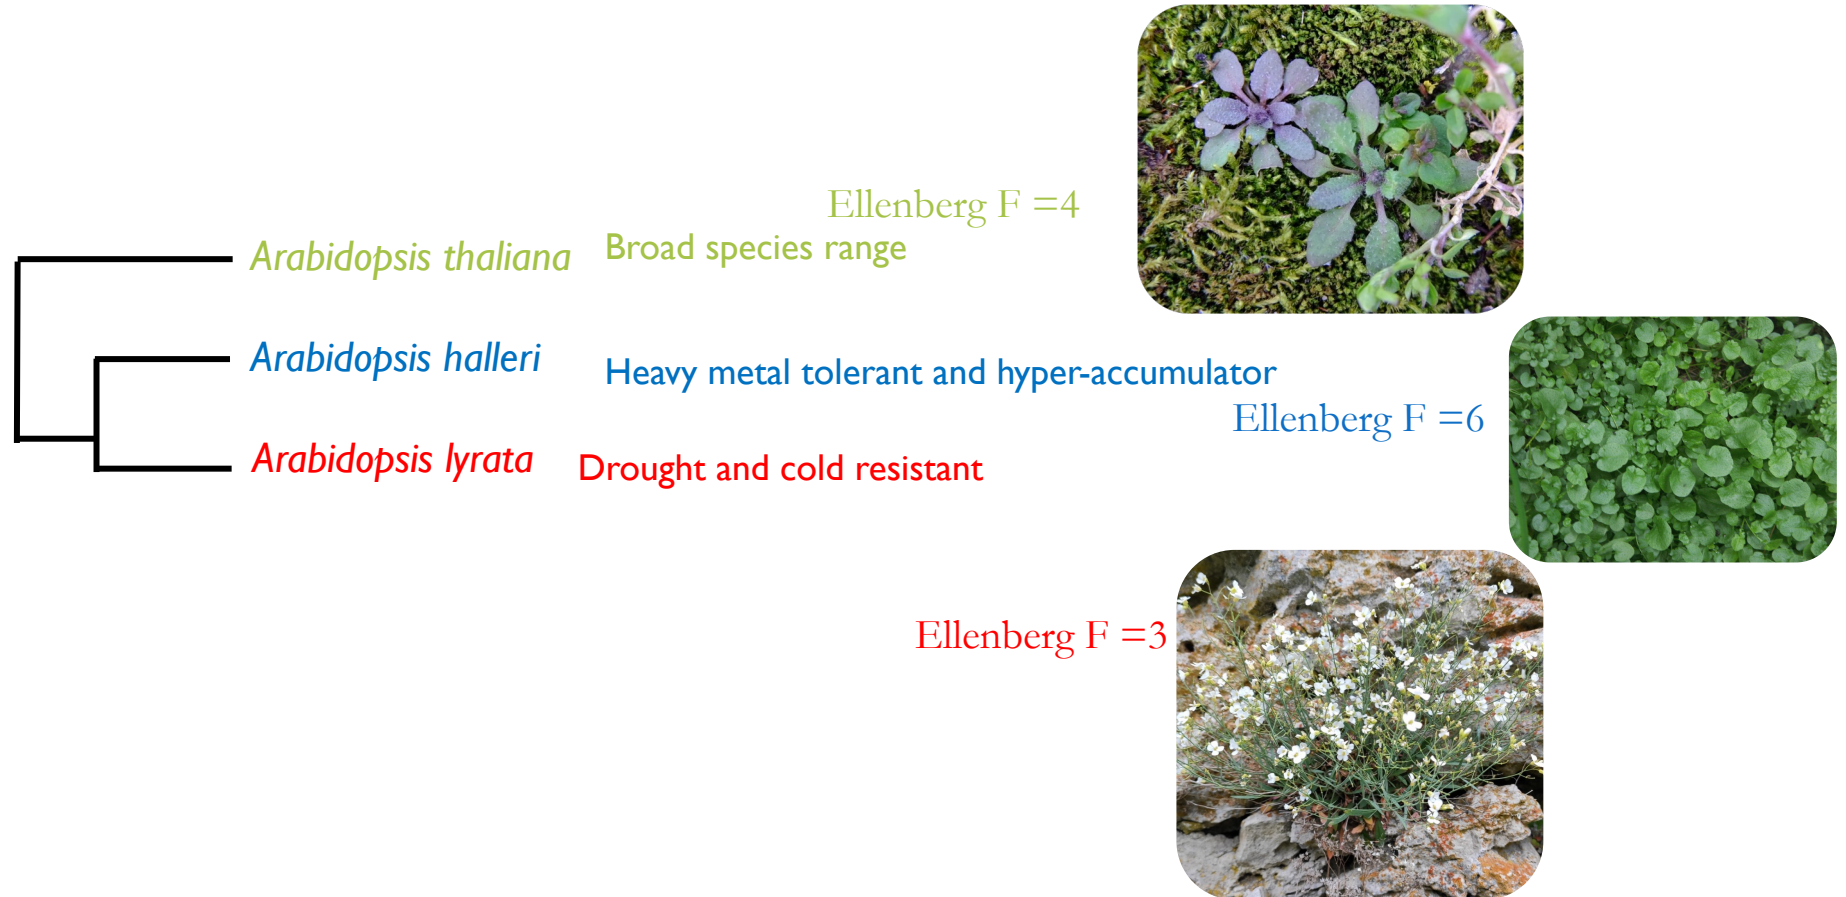 Ellenberg F =4
Arabidopsis thaliana Broad species range
Arabidopsis halleri Heavy metal tolerant and hyper-accumulator
Ellenberg F =6
Arabidopsis lyrata Drought and cold resistant
Ellenberg F =3